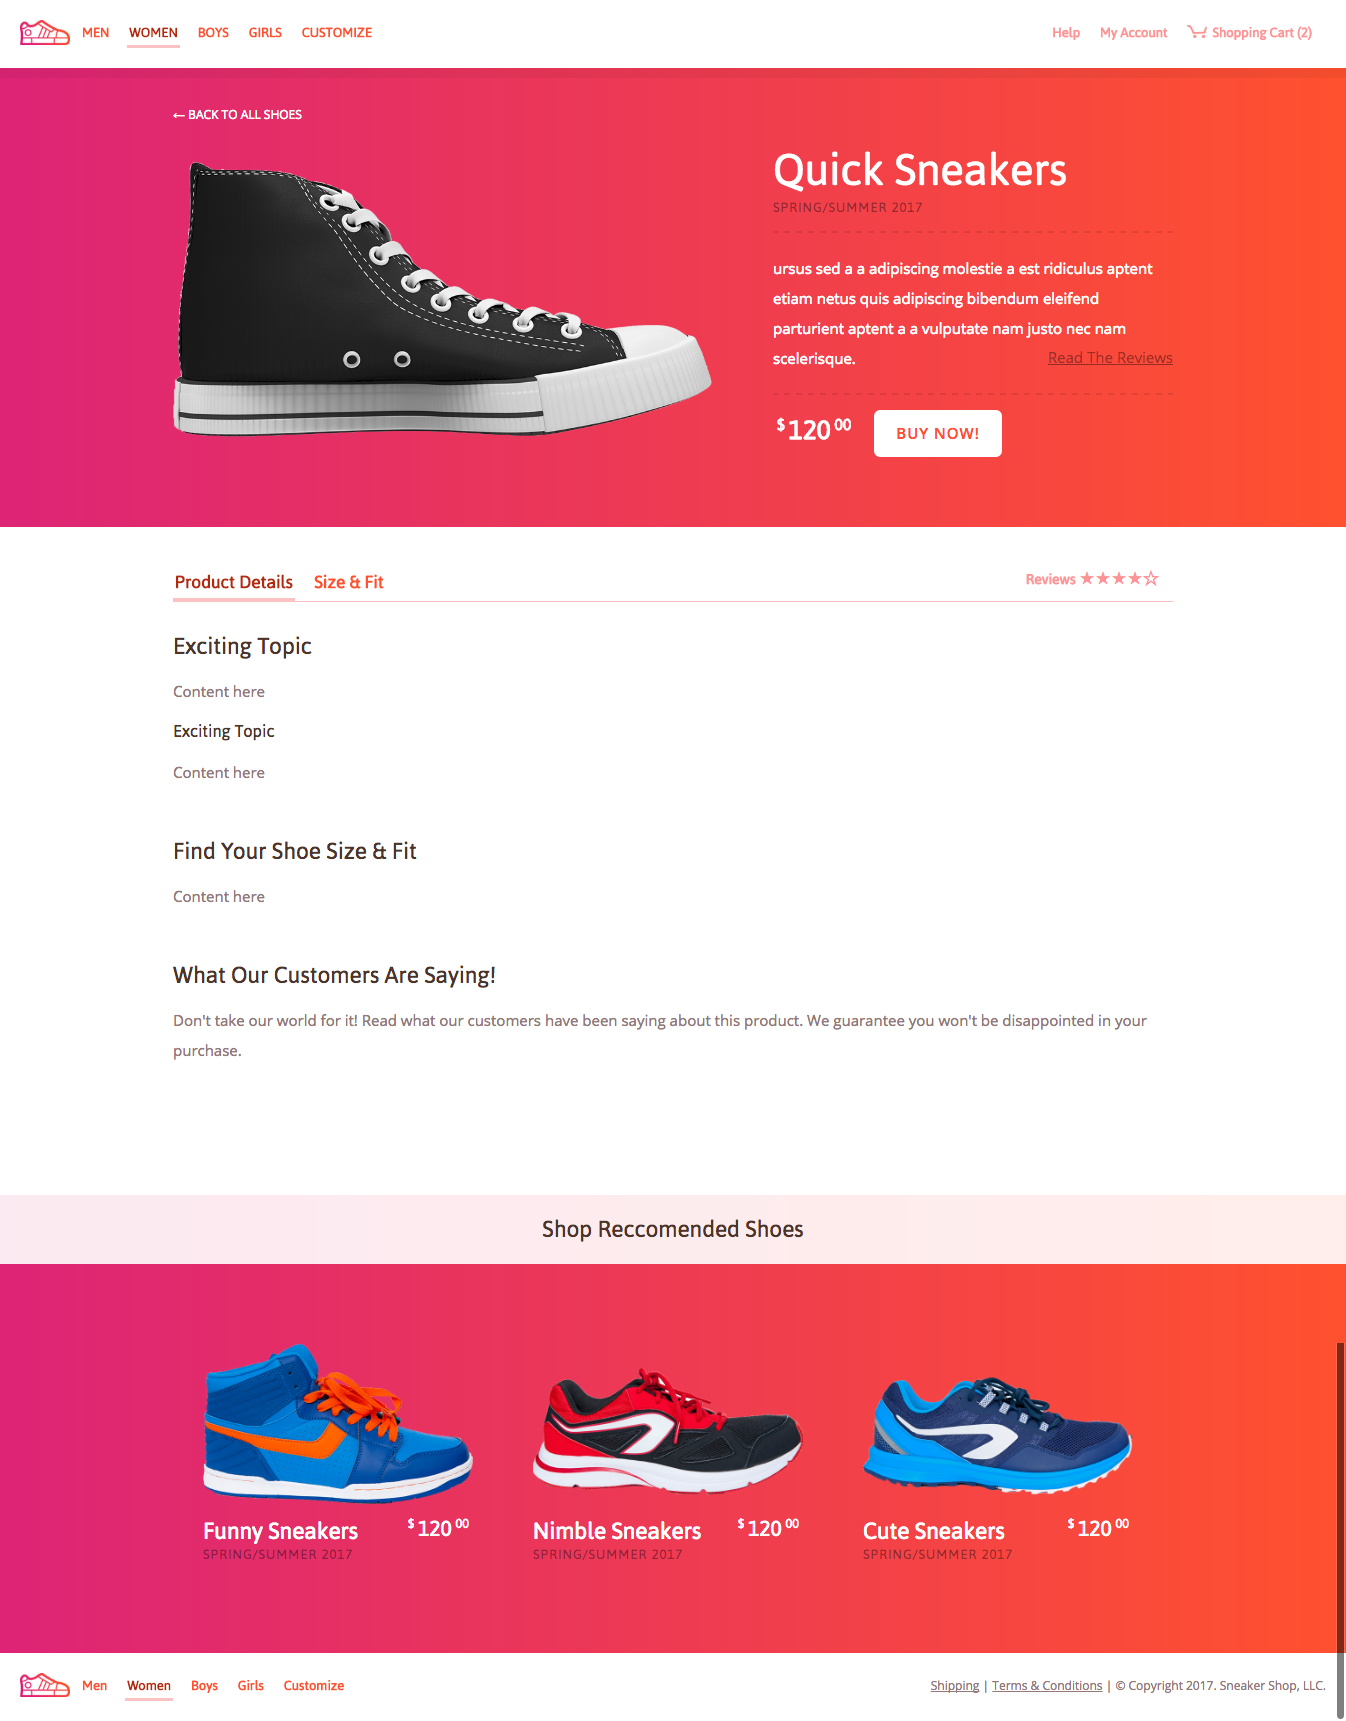 MEN WOMEN BOYS GIRLS CUSTOMIZE Help My Account Shopping Cart (2)
← BACK TO ALL SHOES
Quick Sneakers
SPRING/SUMMER 2017
ursus sed a a adipiscing molestie a est ridiculus aptent
etiam netus quis adipiscing bibendum eleifend
parturient aptent a a vulputate nam justo nec nam
scelerisque. Read The Reviews
$120 00 BUY NOW!
Product Details Size & Fit Reviews ★★★★☆
Exciting Topic
Content here
Exciting Topic
Content here
Find Your Shoe Size & Fit
Content here
What Our Customers Are Saying!
Don't take our world for it! Read what our customers have been saying about this product. We guarantee you won't be disappointed in your
purchase.
Shop Reccomended Shoes
Funny Sneakers $120 00
SPRING/SUMMER 2017
Nimble Sneakers $120 00
SPRING/SUMMER 2017
Cute Sneakers $120 00
SPRING/SUMMER 2017
Men Women Boys Girls Customize Shipping | Terms & Conditions | © Copyright 2017. Sneaker Shop, LLC.